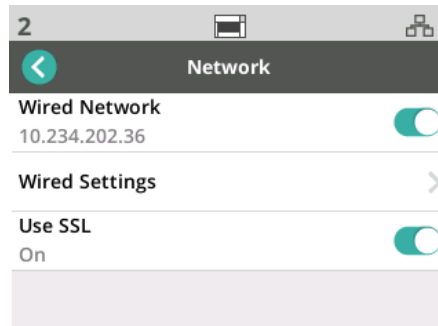 2
Network
Wired Network
10.234.202.36
Wired Settings
Use SSL
On